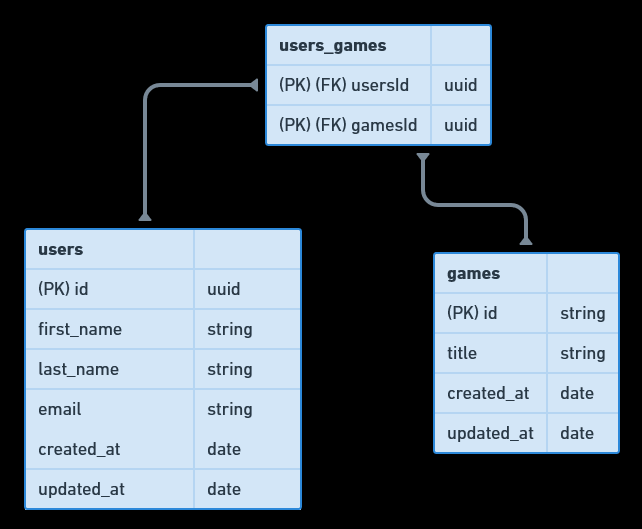 users_games
(PK) (FK) usersId uuid
(PK) (FK) gamesId uuid
users
(PK) id uuid
first_name string
last_name string
email string
created_at date
updated_at date
games
(PK) id string
title string
created_at date
updated_at date